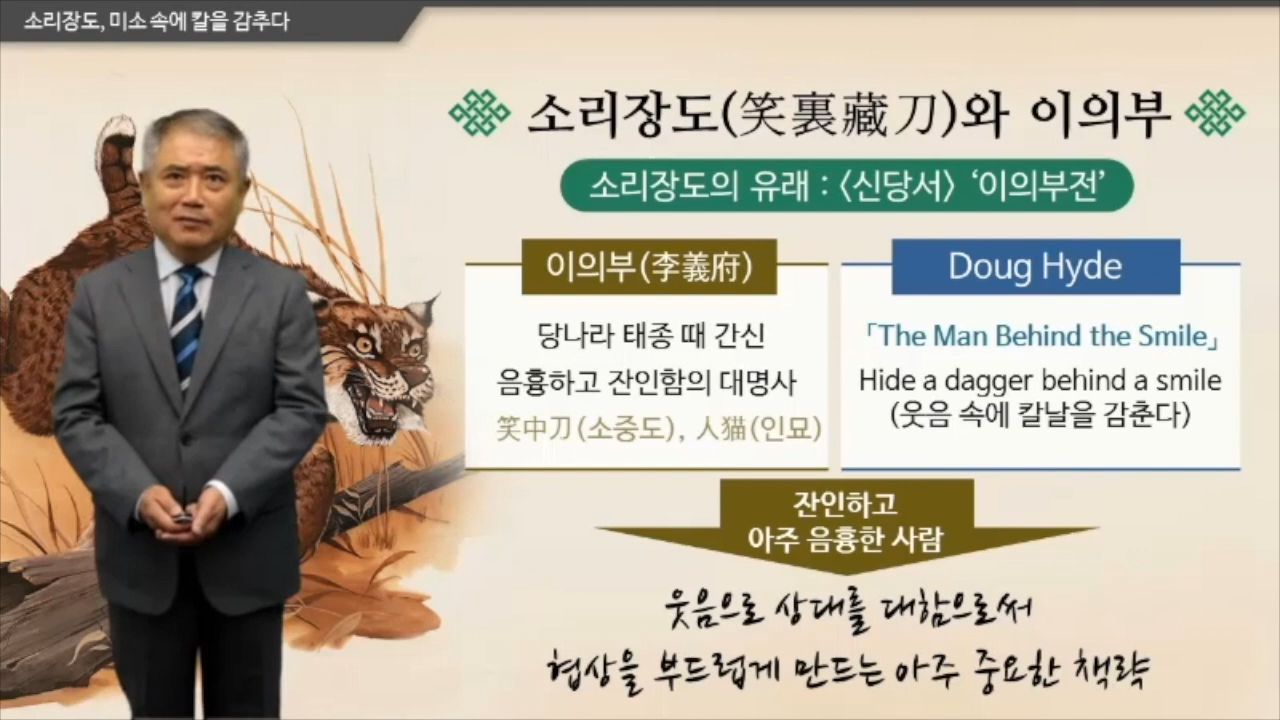 소리장도, 미소 속에 칼을 감추다
소리장도(笑裏藏刀)와 이의부
소리장도의 유래 : 〈신당서〉 ‘이의부전’
이의부(李義府)
당나라 태종 때 간신
음흉하고 잔인함의 대명사
笑中刀(소중도), 人猫(인묘)
Doug Hyde
「The Man Behind the Smile」
Hide a dagger behind a smile
(웃음 속에 칼날을 감춘다)
잔인하고
아주 음흉한 사람
웃음으로 상대를 대함으로써
협상을 부드럽게 만드는 아주 중요한 책략